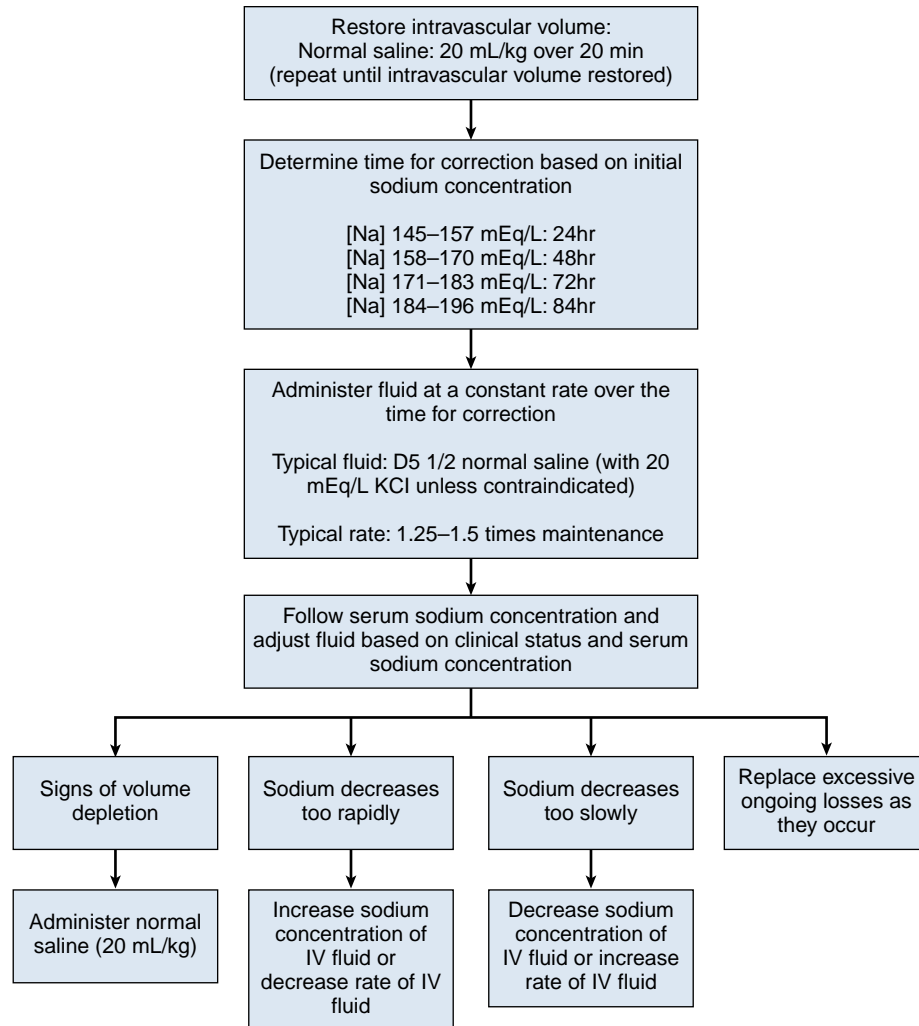 Restore intravascular volume:
Normal saline: 20 mL/kg over 20 min
(repeat until intravascular volume restored)
Determine time for correction based on initial
sodium concentration
[Na] 145–157 mEq/L: 24hr
[Na] 158–170 mEq/L: 48hr
[Na] 171–183 mEq/L: 72hr
[Na] 184–196 mEq/L: 84hr
Administer fluid at a constant rate over the
time for correction
Typical fluid: D5 1/2 normal saline (with 20
mEq/L KCI unless contraindicated)
Typical rate: 1.25–1.5 times maintenance
Follow serum sodium concentration and
adjust fluid based on clinical status and serum
sodium concentration
Signs of volume
depletion
Sodium decreases
too rapidly
Sodium decreases
too slowly
Replace excessive
ongoing losses as
they occur
Administer normal
saline (20 mL/kg)
Increase sodium
concentration of
IV fluid or
decrease rate of IV
fluid
Decrease sodium
concentration of
IV fluid or increase
rate of IV fluid